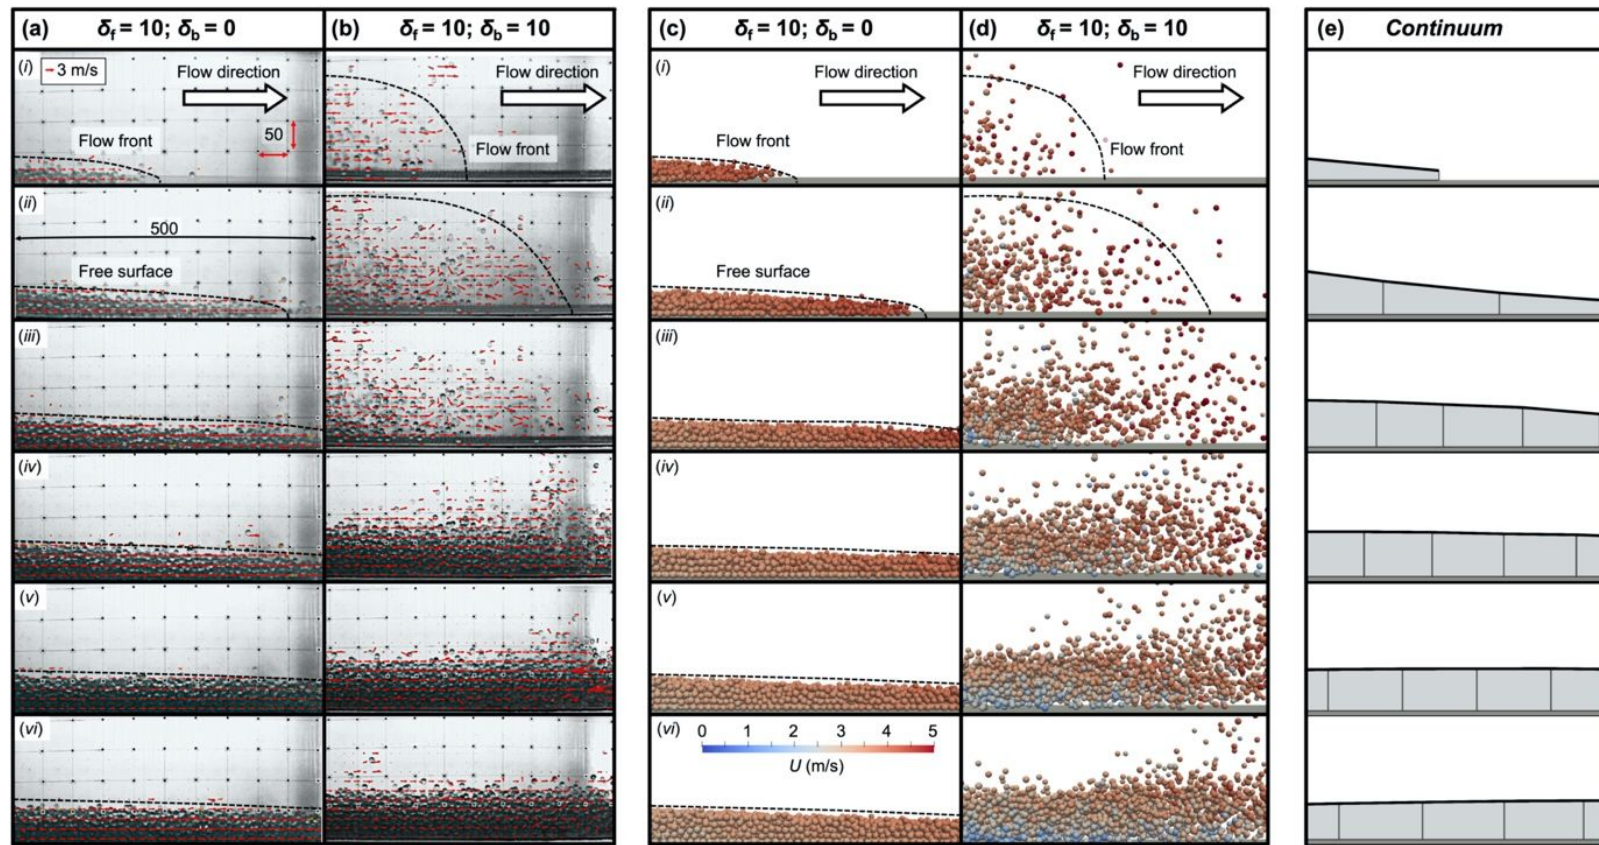 (a) δf = 10; δb = 0
(b) δf = 10; δb = 10
(c) δf = 10; δb = 0
(d) δf = 10; δb = 10
(e) Continuum
(i)
3 m/s
Flow direction
50
Flow front
Flow direction
Flow front
(i)
Flow direction
Flow front
Flow direction
Flow front
(ii)
500
Free surface
(ii)
Free surface
(iii)
(iii)
(iv)
(iv)
(v)
(v)
(vi)
(vi)
0 1 2 3 4 5
U (m/s)